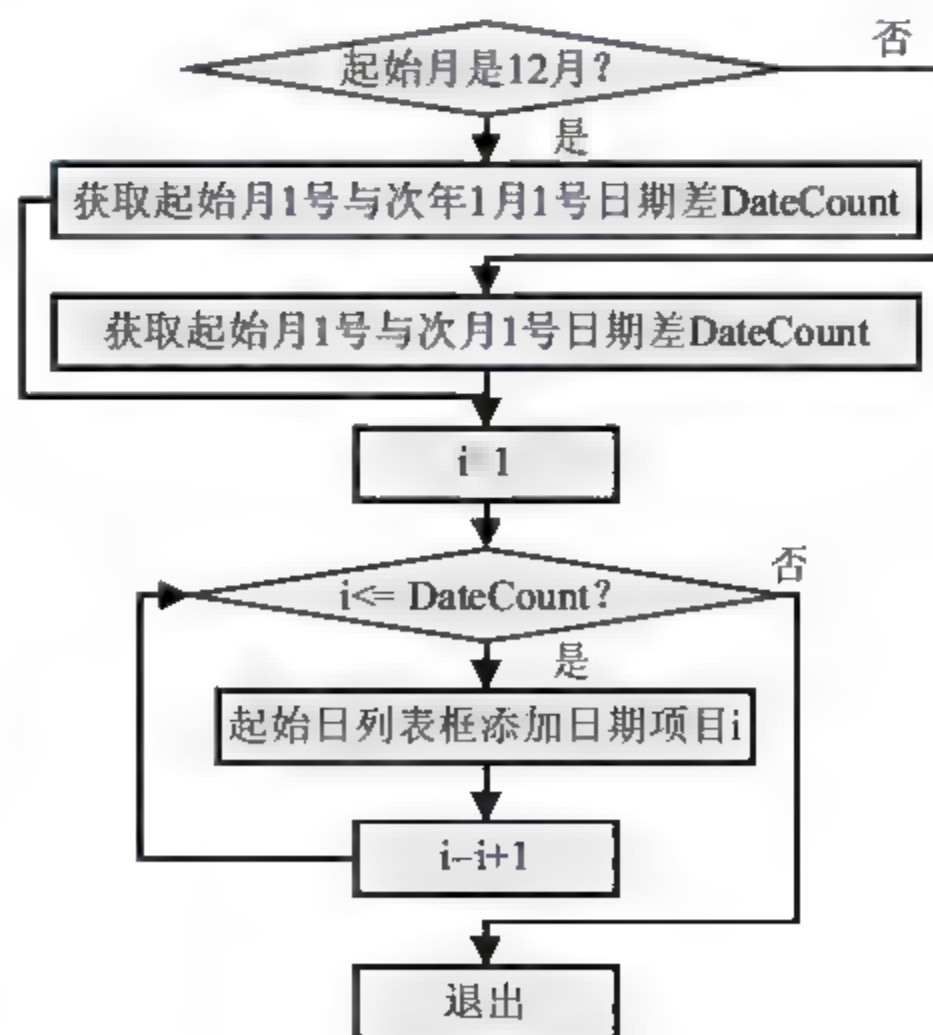 起始月是12月?
否
是
获取起始月1号与次年1月1号日期差DateCount
获取起始月1号与次月1号日期差DateCount
i=1
i<= DateCount?
否
是
起始日列表框添加日期项目i
i=i+1
退出